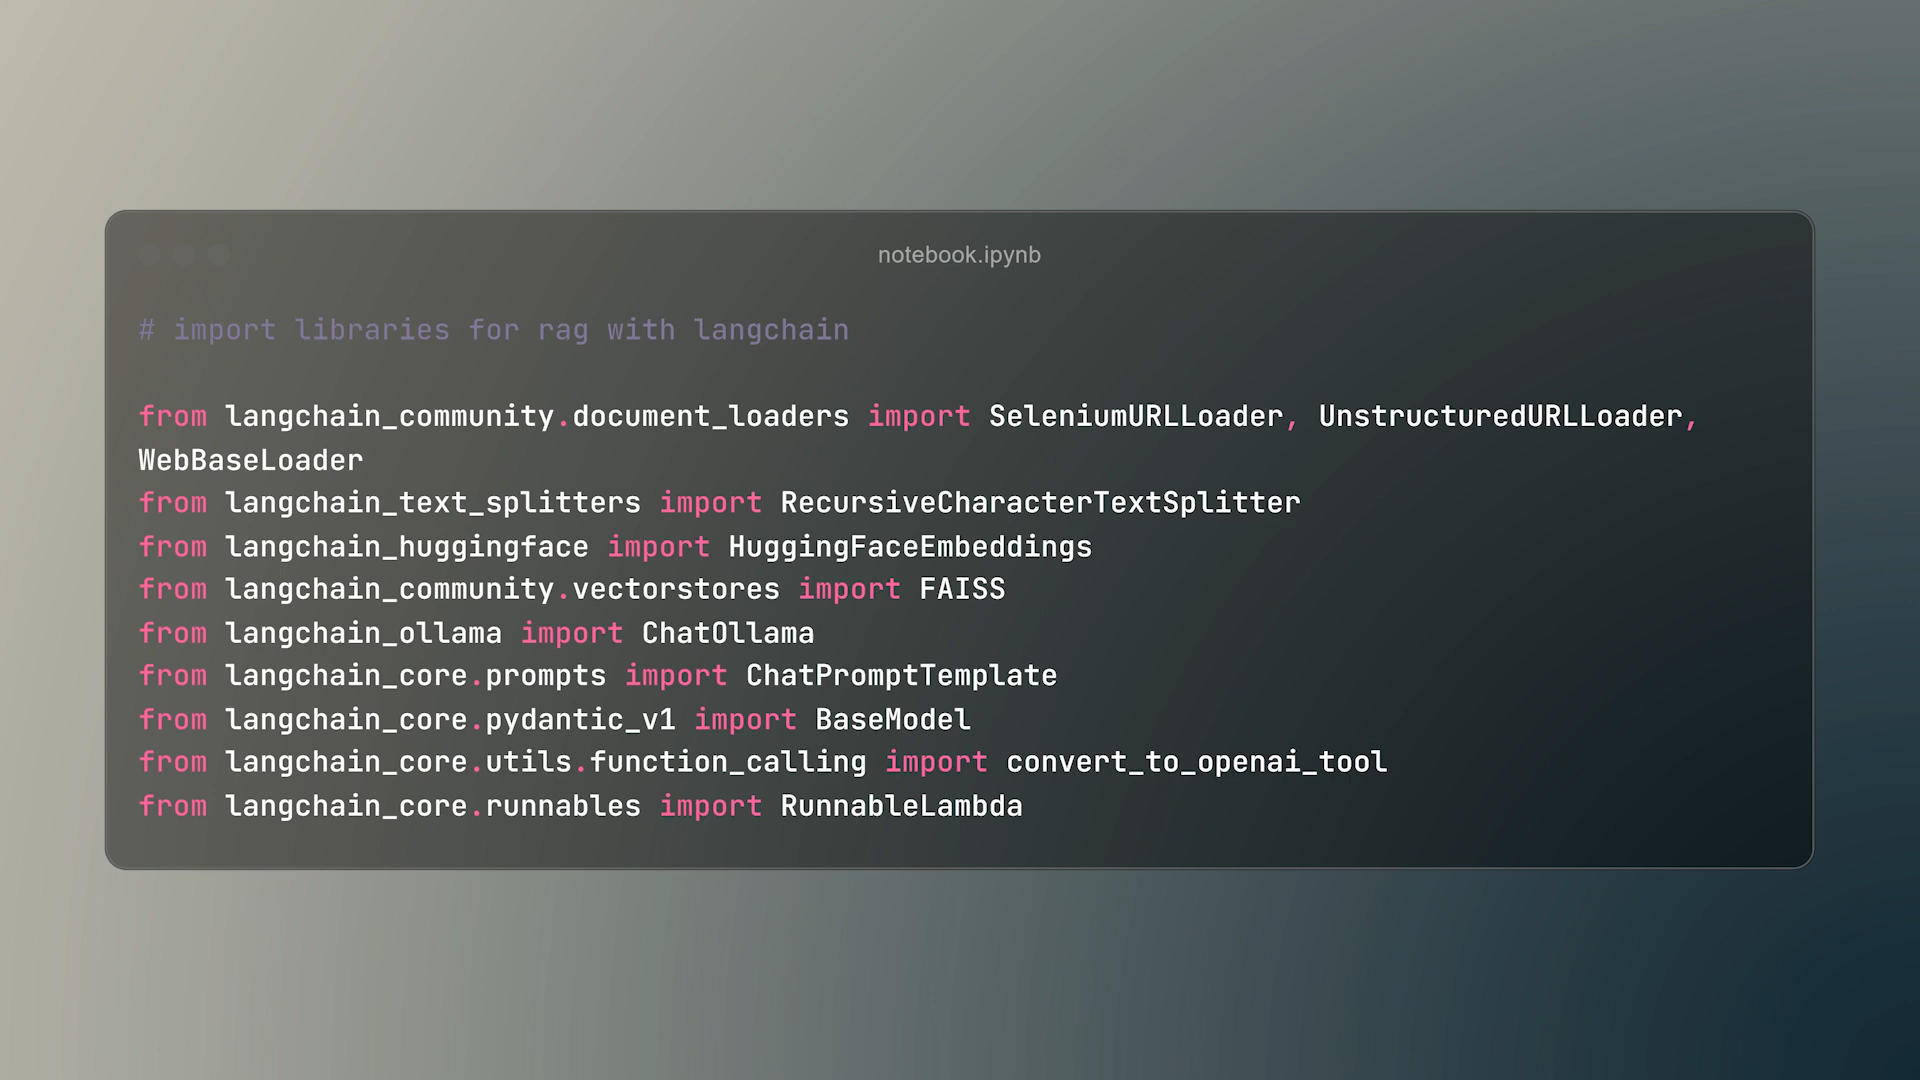 notebook.ipynb
# import libraries for rag with langchain
from langchain_community.document_loaders import SeleniumURLLoader, UnstructuredURLLoader,
WebBaseLoader
from langchain_text_splitters import RecursiveCharacterTextSplitter
from langchain_huggingface import HuggingFaceEmbeddings
from langchain_community.vectorstores import FAISS
from langchain_ollama import ChatOllama
from langchain_core.prompts import ChatPromptTemplate
from langchain_core.pydantic_v1 import BaseModel
from langchain_core.utils.function_calling import convert_to_openai_tool
from langchain_core.runnables import RunnableLambda